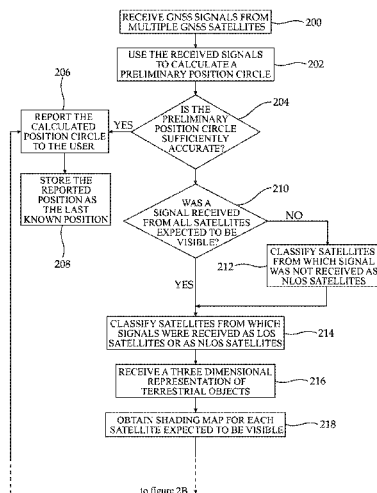 RECEIVE GNSS SIGNALS FROM
MULTIPLE GNSS SATELLITES
200
USE THE RECEIVED SIGNALS
TO CALCULATE A
PRELIMINARY POSITION CIRCLE
202
206
204
REPORT THE
CALCULATED
POSITION CIRCLE
TO THE USER
YES
IS THE
PRELIMINARY
POSITION CIRCLE
SUFFICIENTLY
ACCURATE?
STORE THE
REPORTED
POSITION AS
THE LAST
KNOWN POSITION
208
210
WAS A
SIGNAL RECEIVED
FROM ALL SATELLITES
EXPECTED TO BE
VISIBLE?
NO
212
CLASSIFY SATELLITES
FROM WHICH SIGNAL
WAS NOT RECEIVED AS
NLOS SATELLITES
YES
CLASSIFY SATELLITES FROM WHICH
SIGNALS WERE RECEIVED AS LOS
SATELLITES OR AS NLOS SATELLITES
214
RECEIVE A THREE DIMENSIONAL
REPRESENTATION OF
TERRESTRIAL OBJECTS
216
OBTAIN SHADING MAP FOR EACH
SATELLITE EXPECTED TO BE VISIBLE
218
to figure 2B